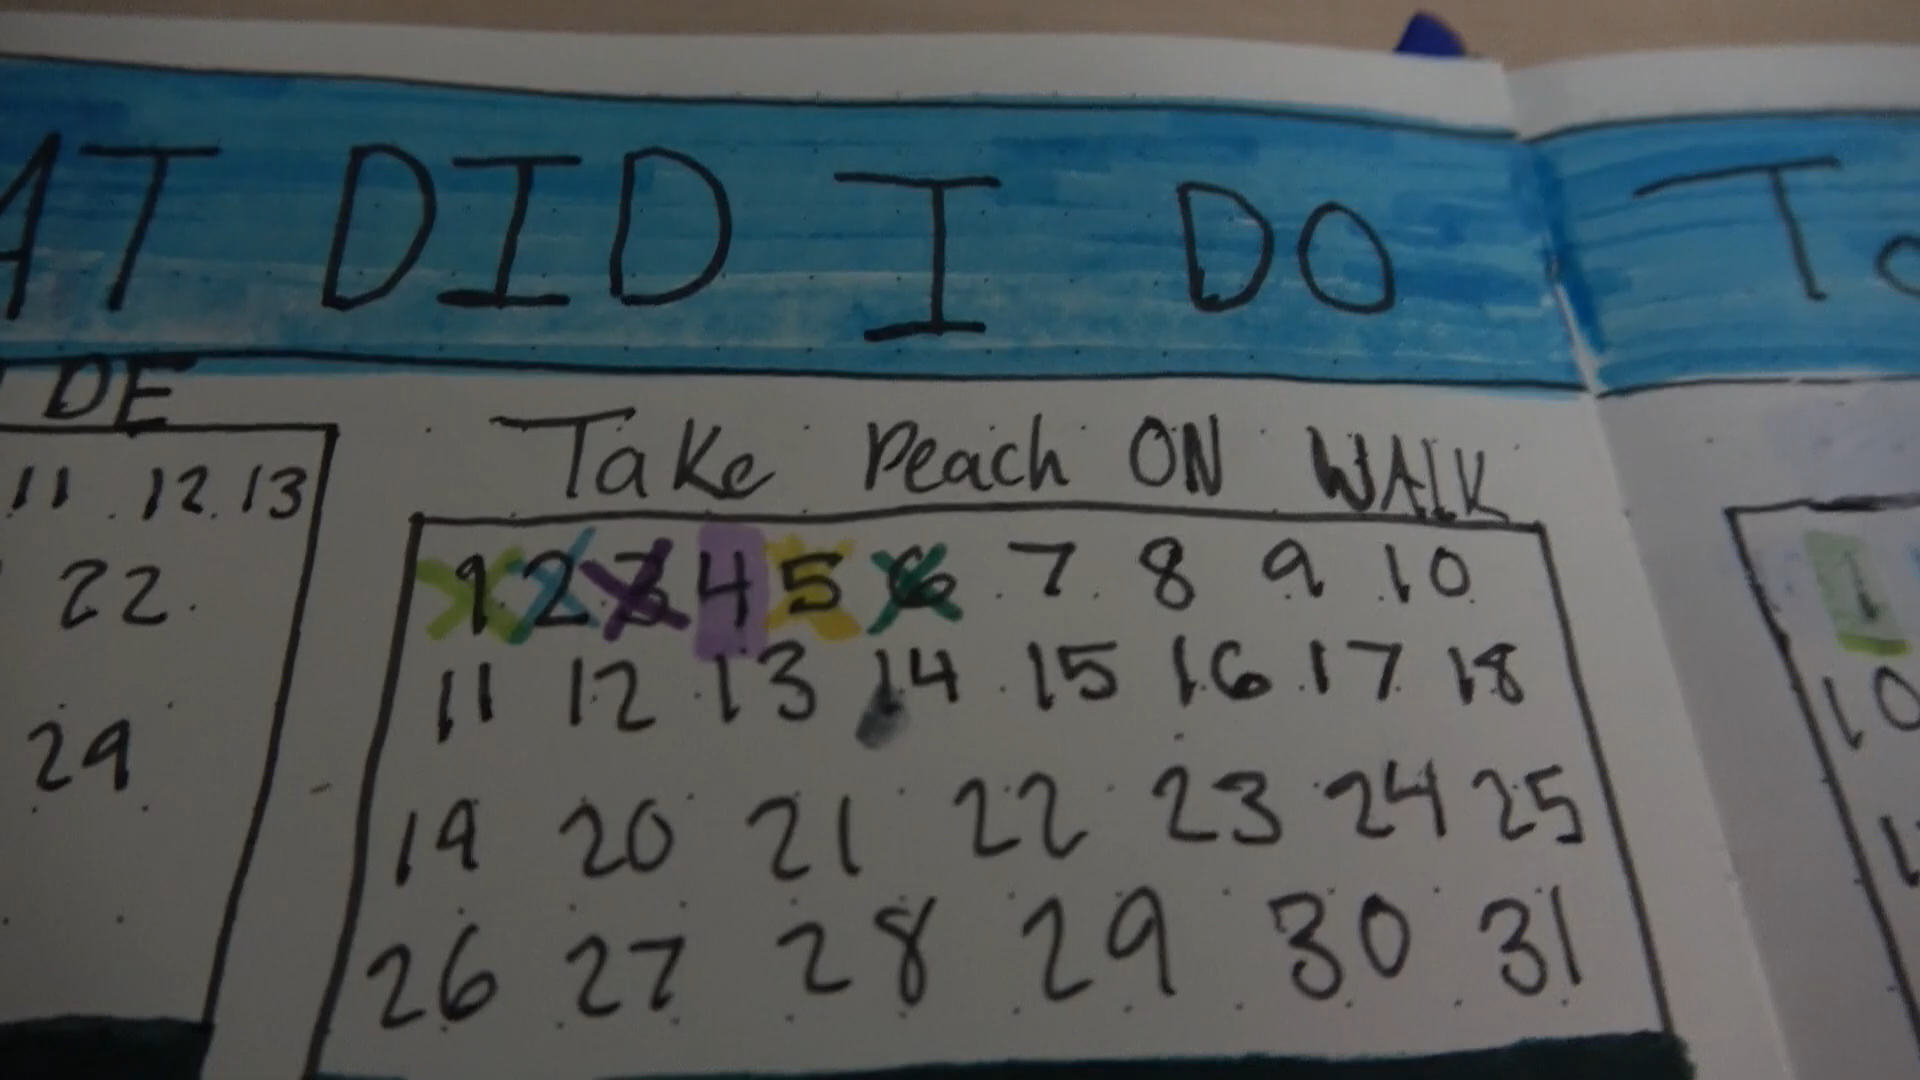 AT DID I DO To
DE
11 12 13
22
29
Take Peach ON WALK
1 2 3 4 5 6 7 8 9 10
11 12 13 14 15 16 17 18
19 20 21 22 23 24 25
26 27 28 29 30 31
1
10